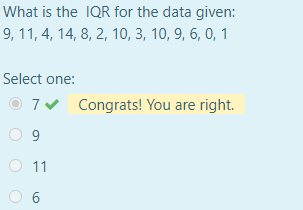 What is the  IQR for the data given:
9, 11, 4, 14, 8, 2, 10, 3, 10, 9, 6, 0, 1
Select one:
7 ✔ Congrats! You are right.
9
11
6